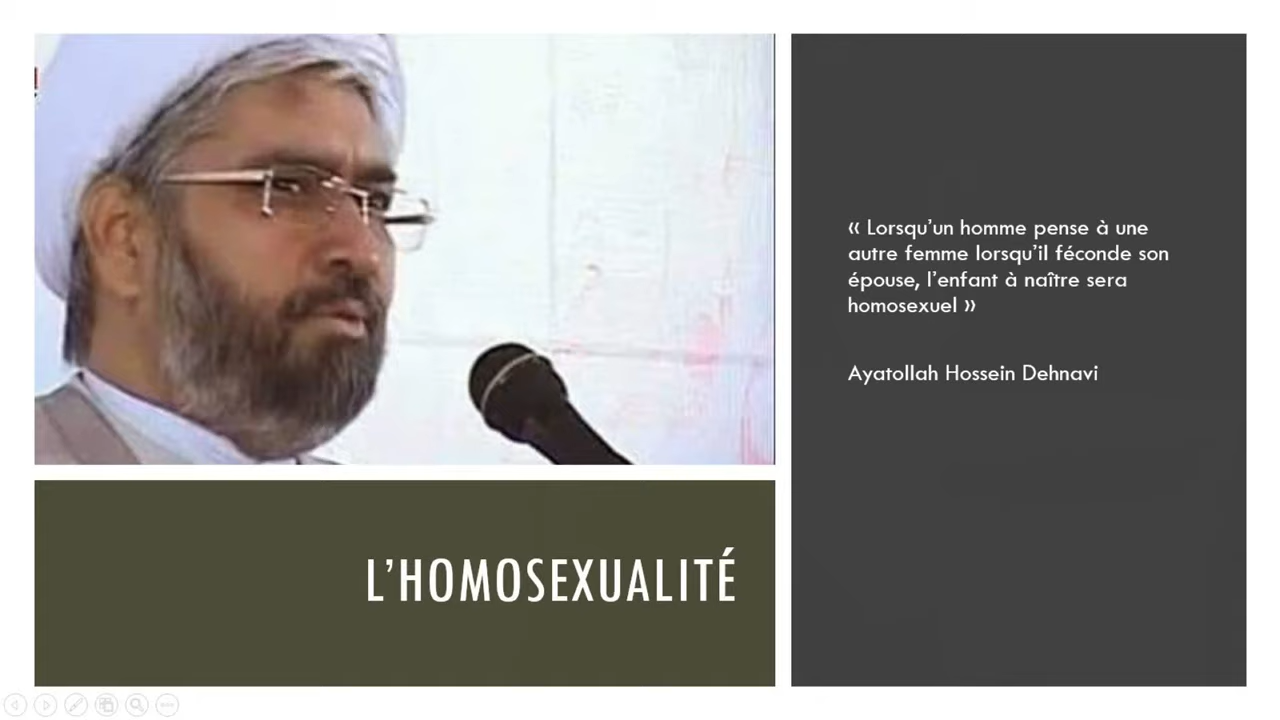 « Lorsqu’un homme pense à une
autre femme lorsqu’il féconde son
épouse, l’enfant à naître sera
homosexuel »
Ayatollah Hossein Dehnavi
L’HOMOSEXUALITÉ